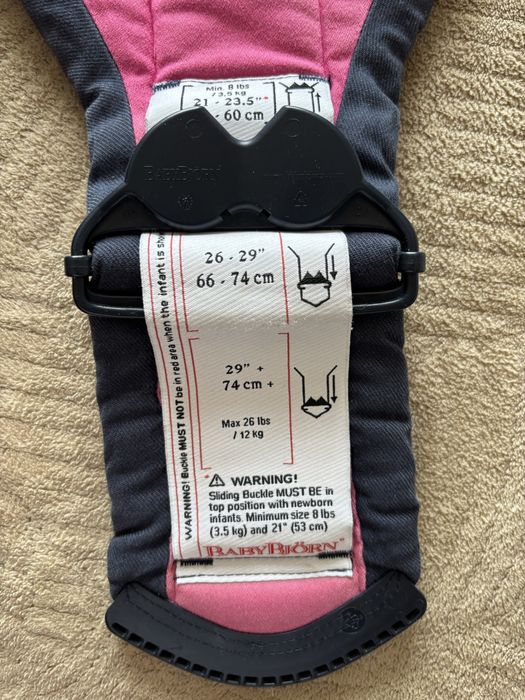 Min. 8 lbs
/ 3.5 kg
21 - 23.5"*
- 60 cm
BABYBJÖRN
26 - 29"
66 - 74 cm
29" +
74 cm +
Max 26 lbs
/ 12 kg
WARNING! Buckle MUST NOT be in red area when the infant is
⚠ WARNING!
Sliding Buckle MUST BE in
top position with newborn
infants. Minimum size 8 lbs
(3.5 kg) and 21" (53 cm)
BABYBJÖRN®